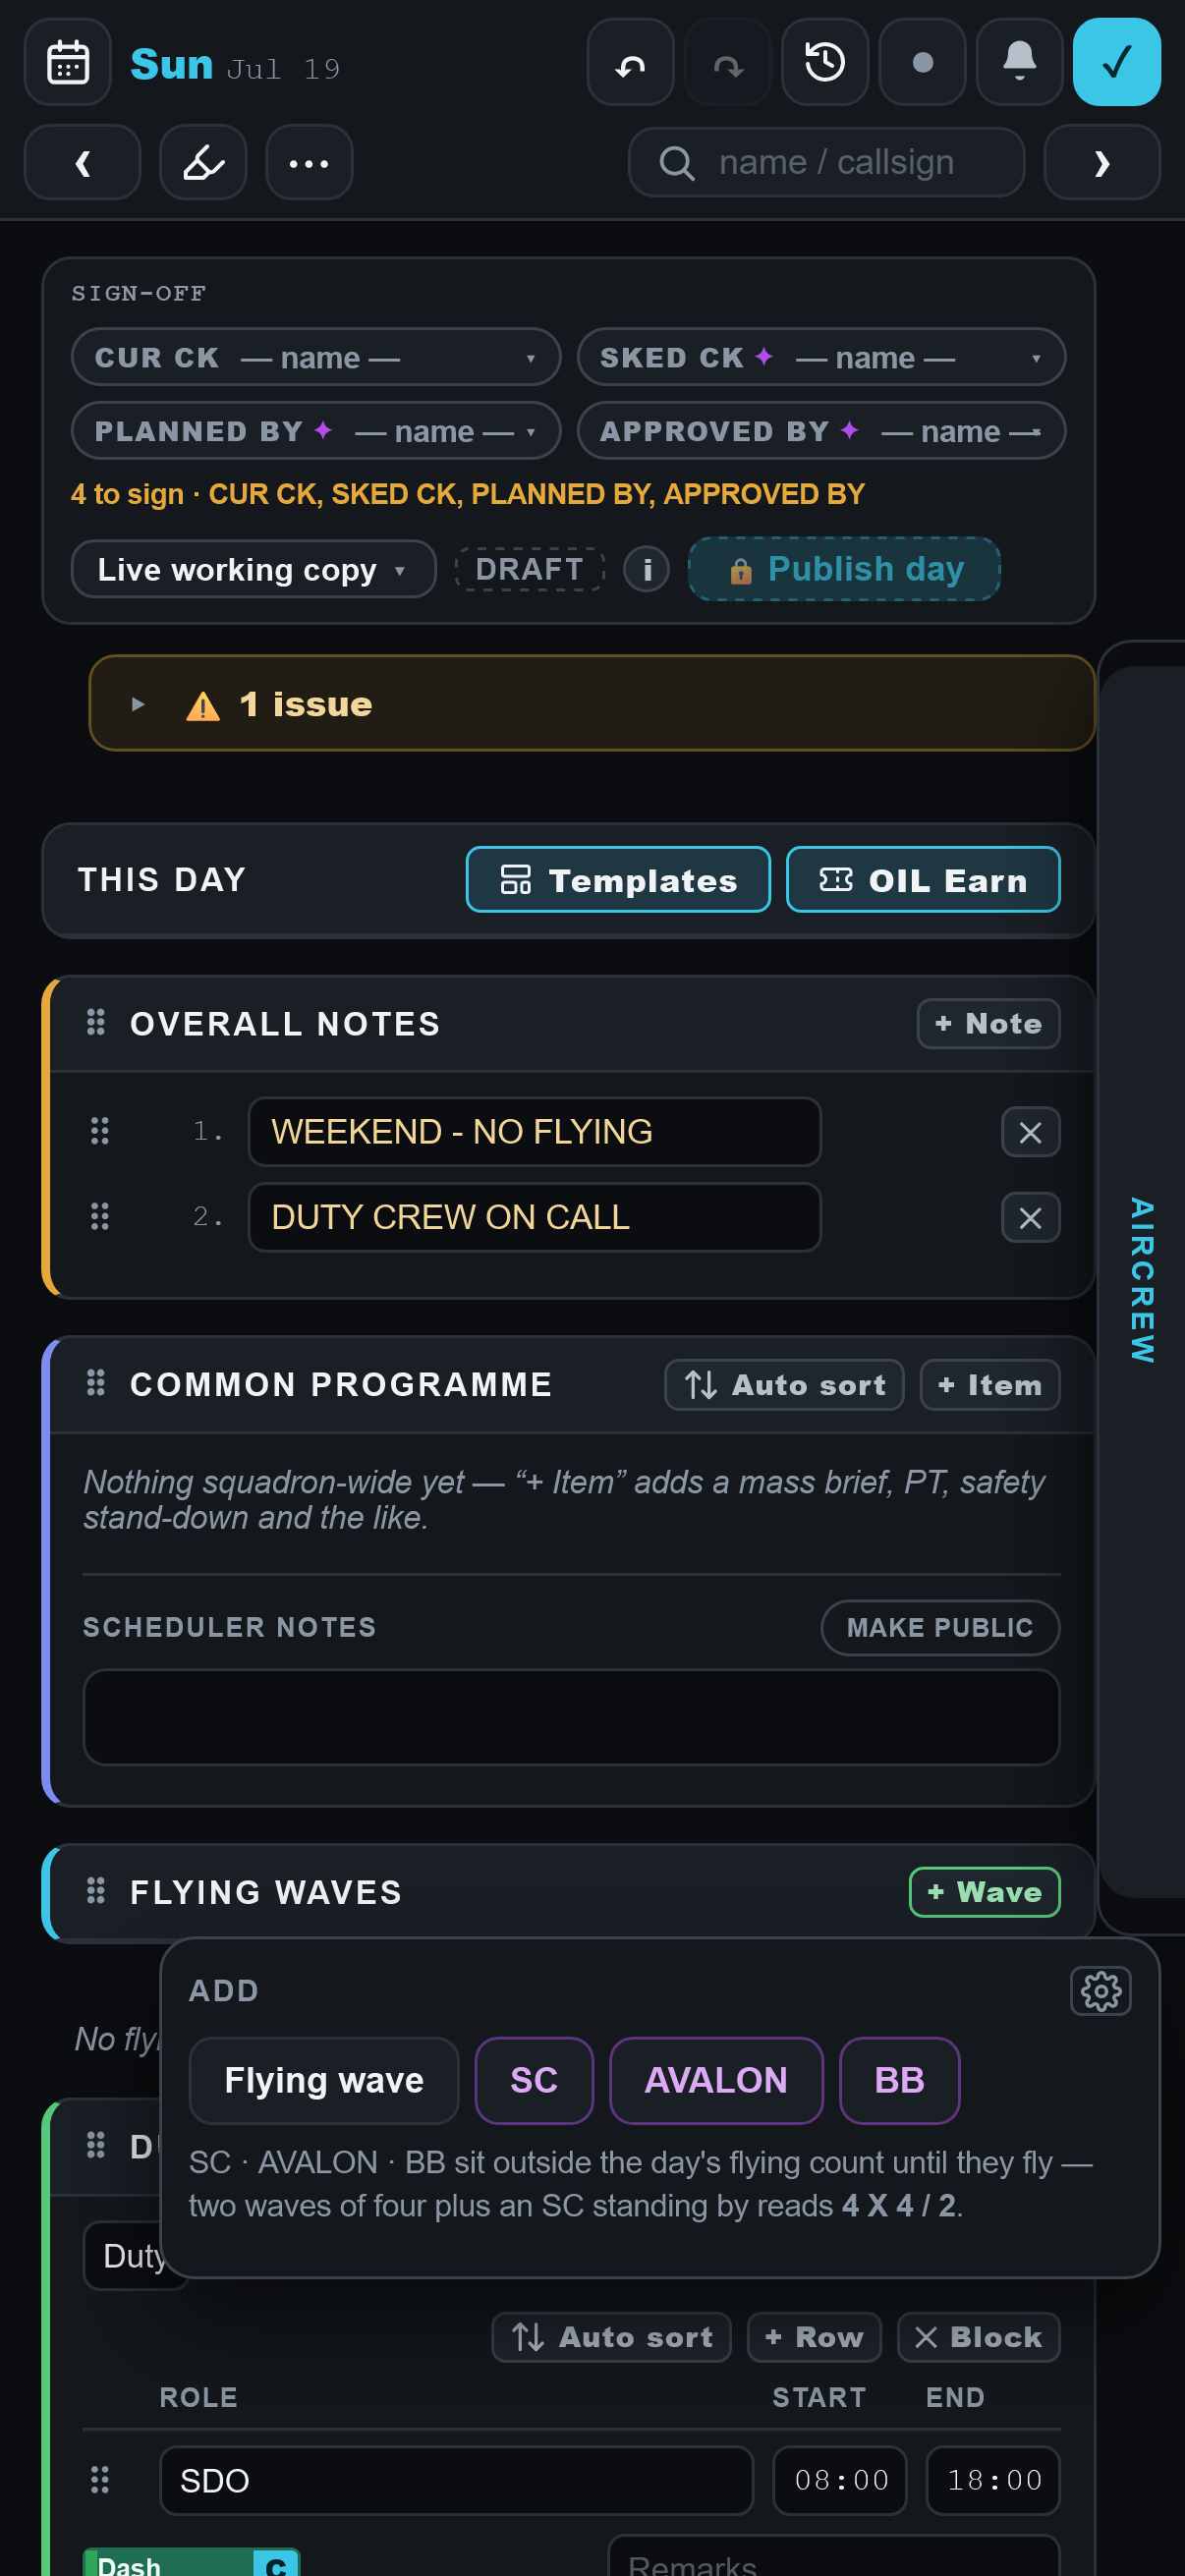 Sun Jul 19
name / callsign
SIGN-OFF
CUR CK — name —
SKED CK ✦ — name —
PLANNED BY ✦ — name —
APPROVED BY ✦ — name —
4 to sign · CUR CK, SKED CK, PLANNED BY, APPROVED BY
Live working copy
DRAFT
i
Publish day
1 issue
THIS DAY
Templates
OIL Earn
OVERALL NOTES
+ Note
1. WEEKEND - NO FLYING
2. DUTY CREW ON CALL
AIRCREW
COMMON PROGRAMME
Auto sort
+ Item
Nothing squadron-wide yet — “+ Item” adds a mass brief, PT, safety
stand-down and the like.
SCHEDULER NOTES
MAKE PUBLIC
FLYING WAVES
+ Wave
ADD
No fly
Flying wave
SC
AVALON
BB
SC · AVALON · BB sit outside the day's flying count until they fly —
two waves of four plus an SC standing by reads 4 X 4 / 2.
D
Duty
Auto sort
+ Row
× Block
ROLE START END
SDO 08:00 18:00
Dash C
Remarks